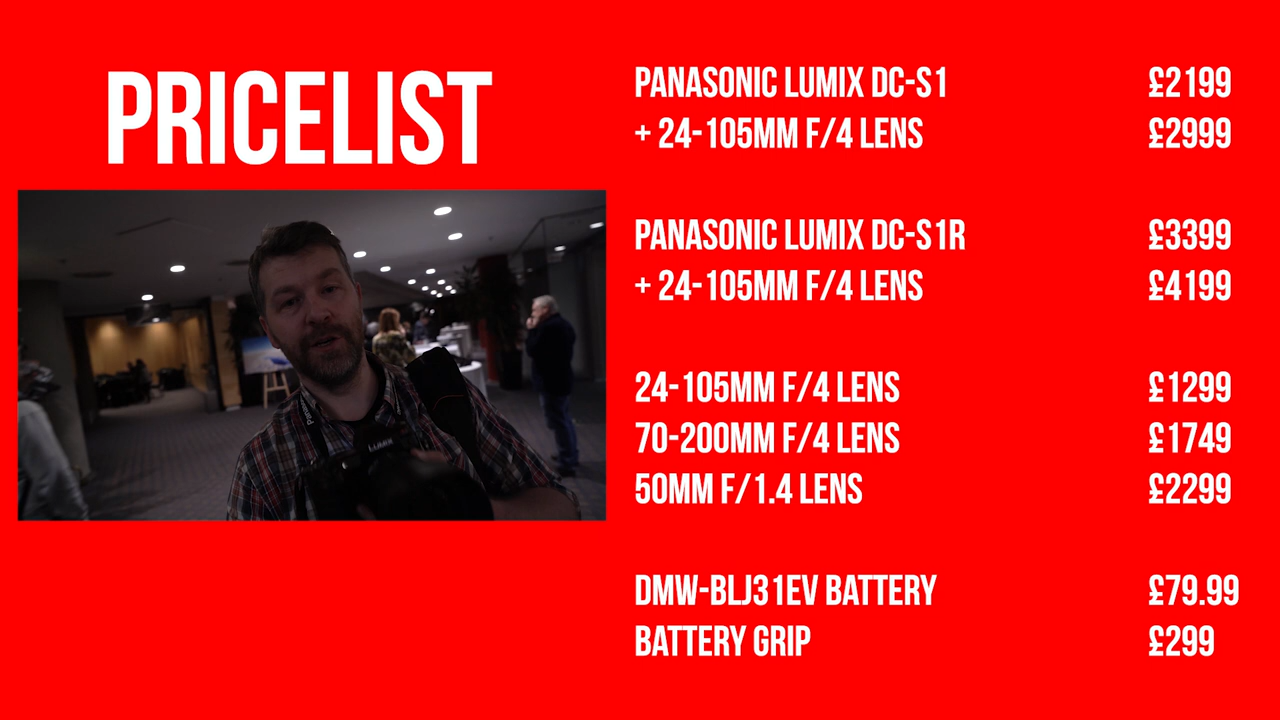 PRICELIST
PANASONIC LUMIX DC-S1 £2199
+ 24-105MM F/4 LENS £2999
PANASONIC LUMIX DC-S1R £3399
+ 24-105MM F/4 LENS £4199
24-105MM F/4 LENS £1299
70-200MM F/4 LENS £1749
50MM F/1.4 LENS £2299
DMW-BLJ31EV BATTERY £79.99
BATTERY GRIP £299
LUMIX